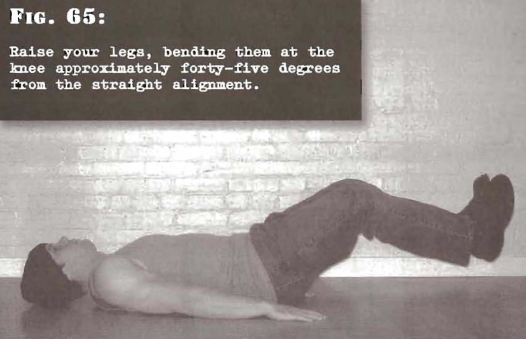 FIG. 65:
Raise your legs, bending them at the
knee approximately forty-five degrees
from the straight alignment.